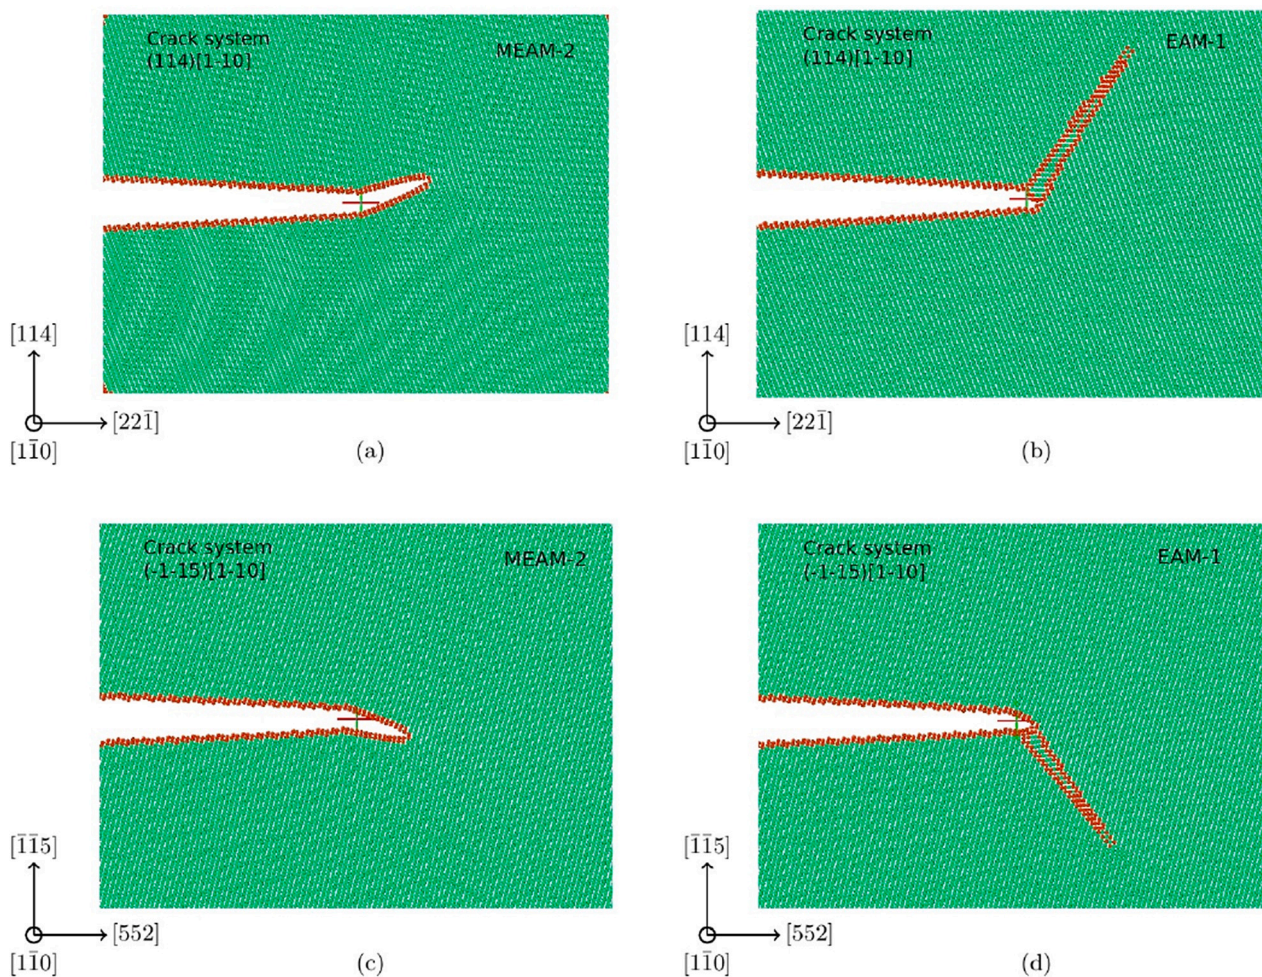 Crack system
(114)[1-10]
MEAM-2
[114]
[221̄]
[11̄0]
(a)
Crack system
(114)[1-10]
EAM-1
[114]
[221̄]
[11̄0]
(b)
Crack system
(-1-15)[1-10]
MEAM-2
[1̄1̄5]
[552]
[11̄0]
(c)
Crack system
(-1-15)[1-10]
EAM-1
[1̄1̄5]
[552]
[11̄0]
(d)